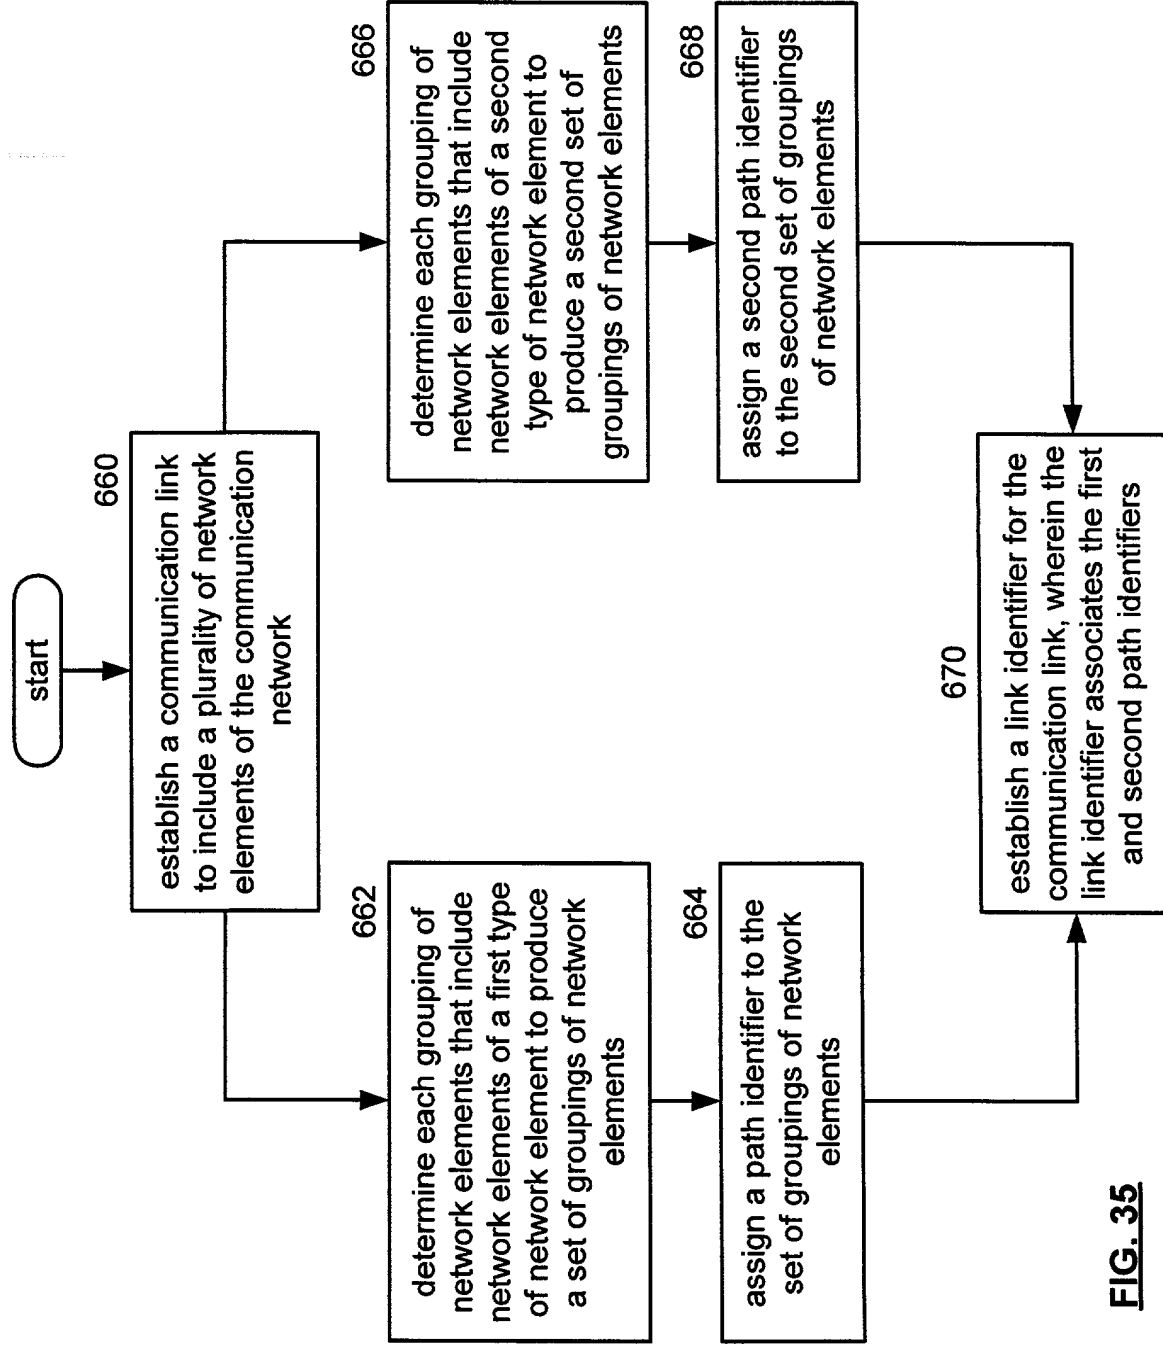 start
660
establish a communication link
to include a plurality of network
elements of the communication
network
662
determine each grouping of
network elements that include
network elements of a first type
of network element to produce
a set of groupings of network
elements
664
assign a path identifier to the
set of groupings of network
elements
666
determine each grouping of
network elements that include
network elements of a second
type of network element to
produce a second set of
groupings of network elements
668
assign a second path identifier
to the second set of groupings
of network elements
670
establish a link identifier for the
communication link, wherein the
link identifier associates the first
and second path identifiers
FIG. 35